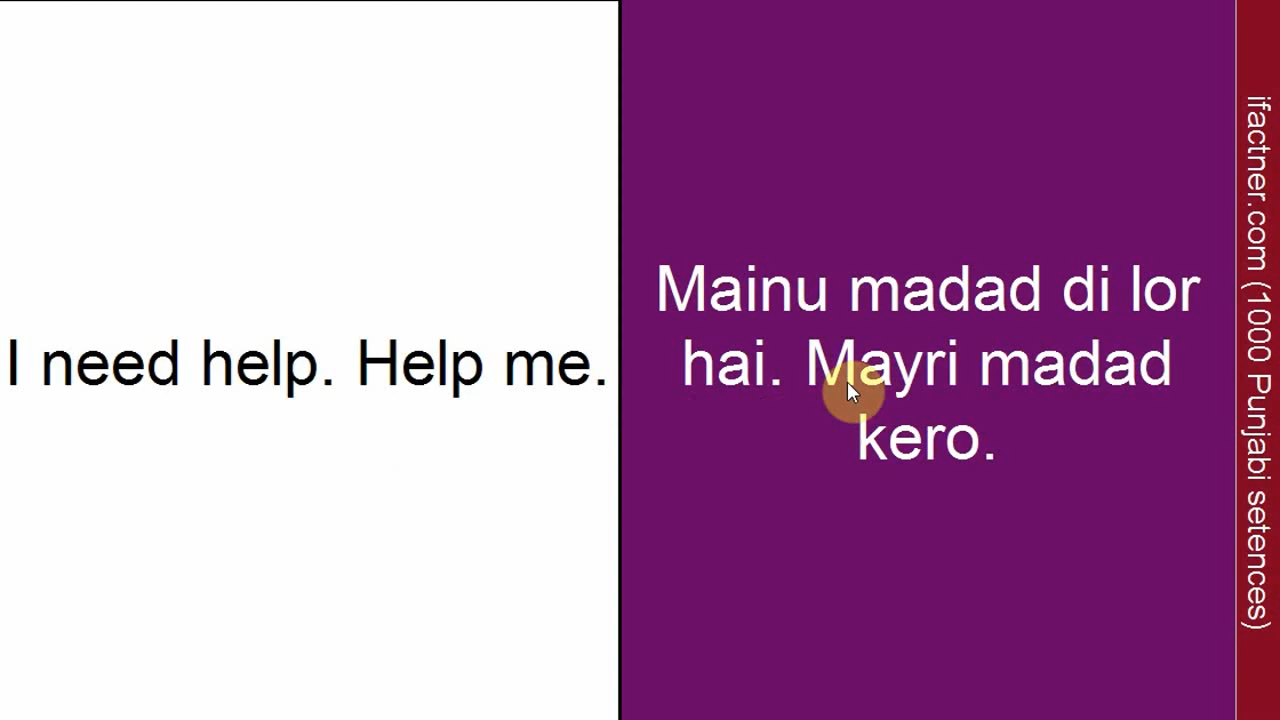 I need help. Help me.
Mainu madad di lor
hai. Mayri madad
kero.
ifactner.com (1000 Punjabi setences)